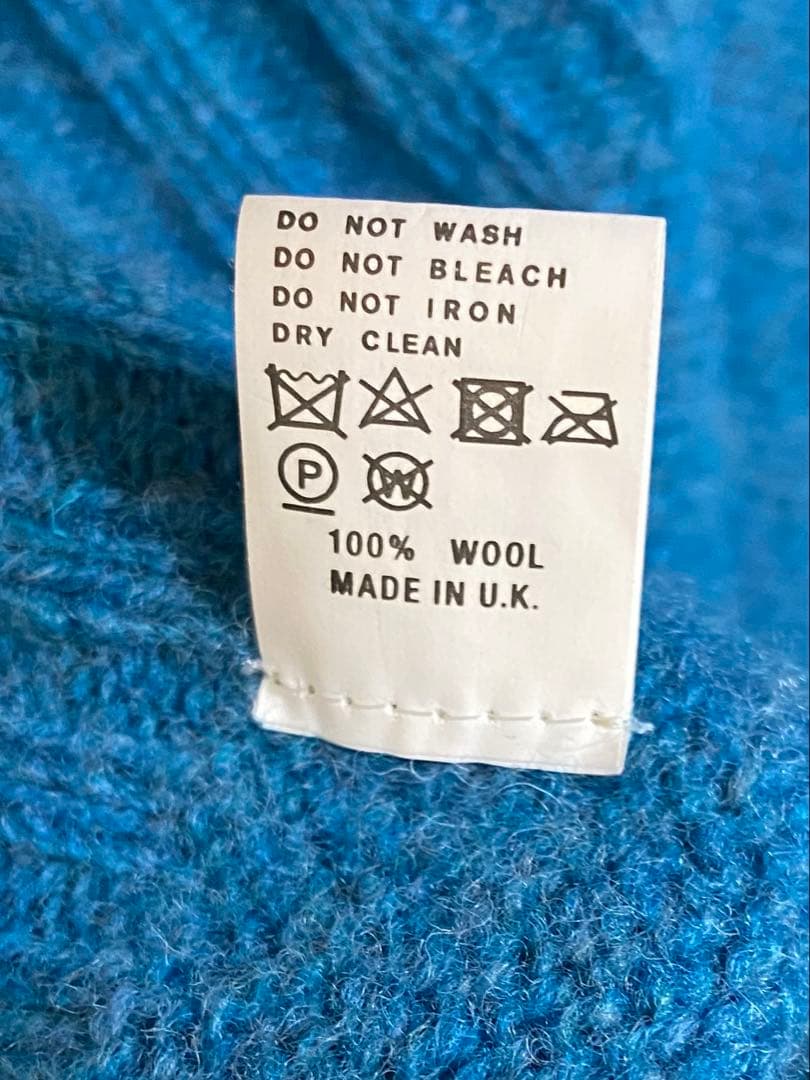 DO NOT WASH
DO NOT BLEACH
DO NOT IRON
DRY CLEAN
P W
100% WOOL
MADE IN U.K.